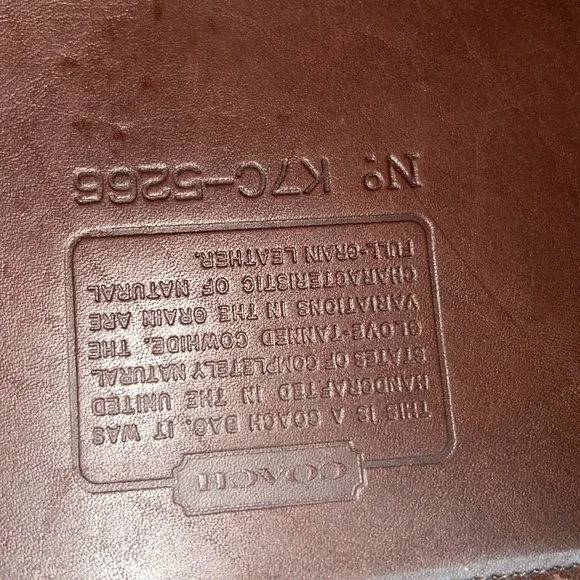 COACH
THIS IS A COACH BAG. IT WAS
HANDCRAFTED IN THE UNITED
STATES OF COMPLETELY NATURAL
GLOVE-TANNED COWHIDE. THE
VARIATIONS IN THE GRAIN ARE
CHARACTERISTIC OF NATURAL
FULL-GRAIN LEATHER.
Nº K7C-5265